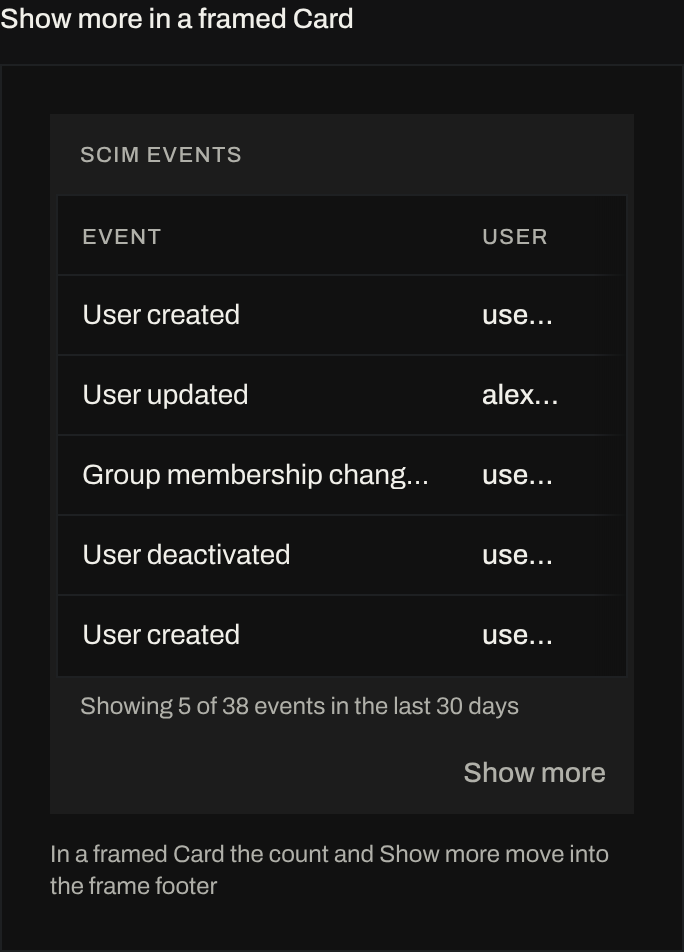 Show more in a framed Card
SCIM EVENTS
EVENT USER
User created use...
User updated alex...
Group membership chang... use...
User deactivated use...
User created use...
Showing 5 of 38 events in the last 30 days
Show more
In a framed Card the count and Show more move into
the frame footer